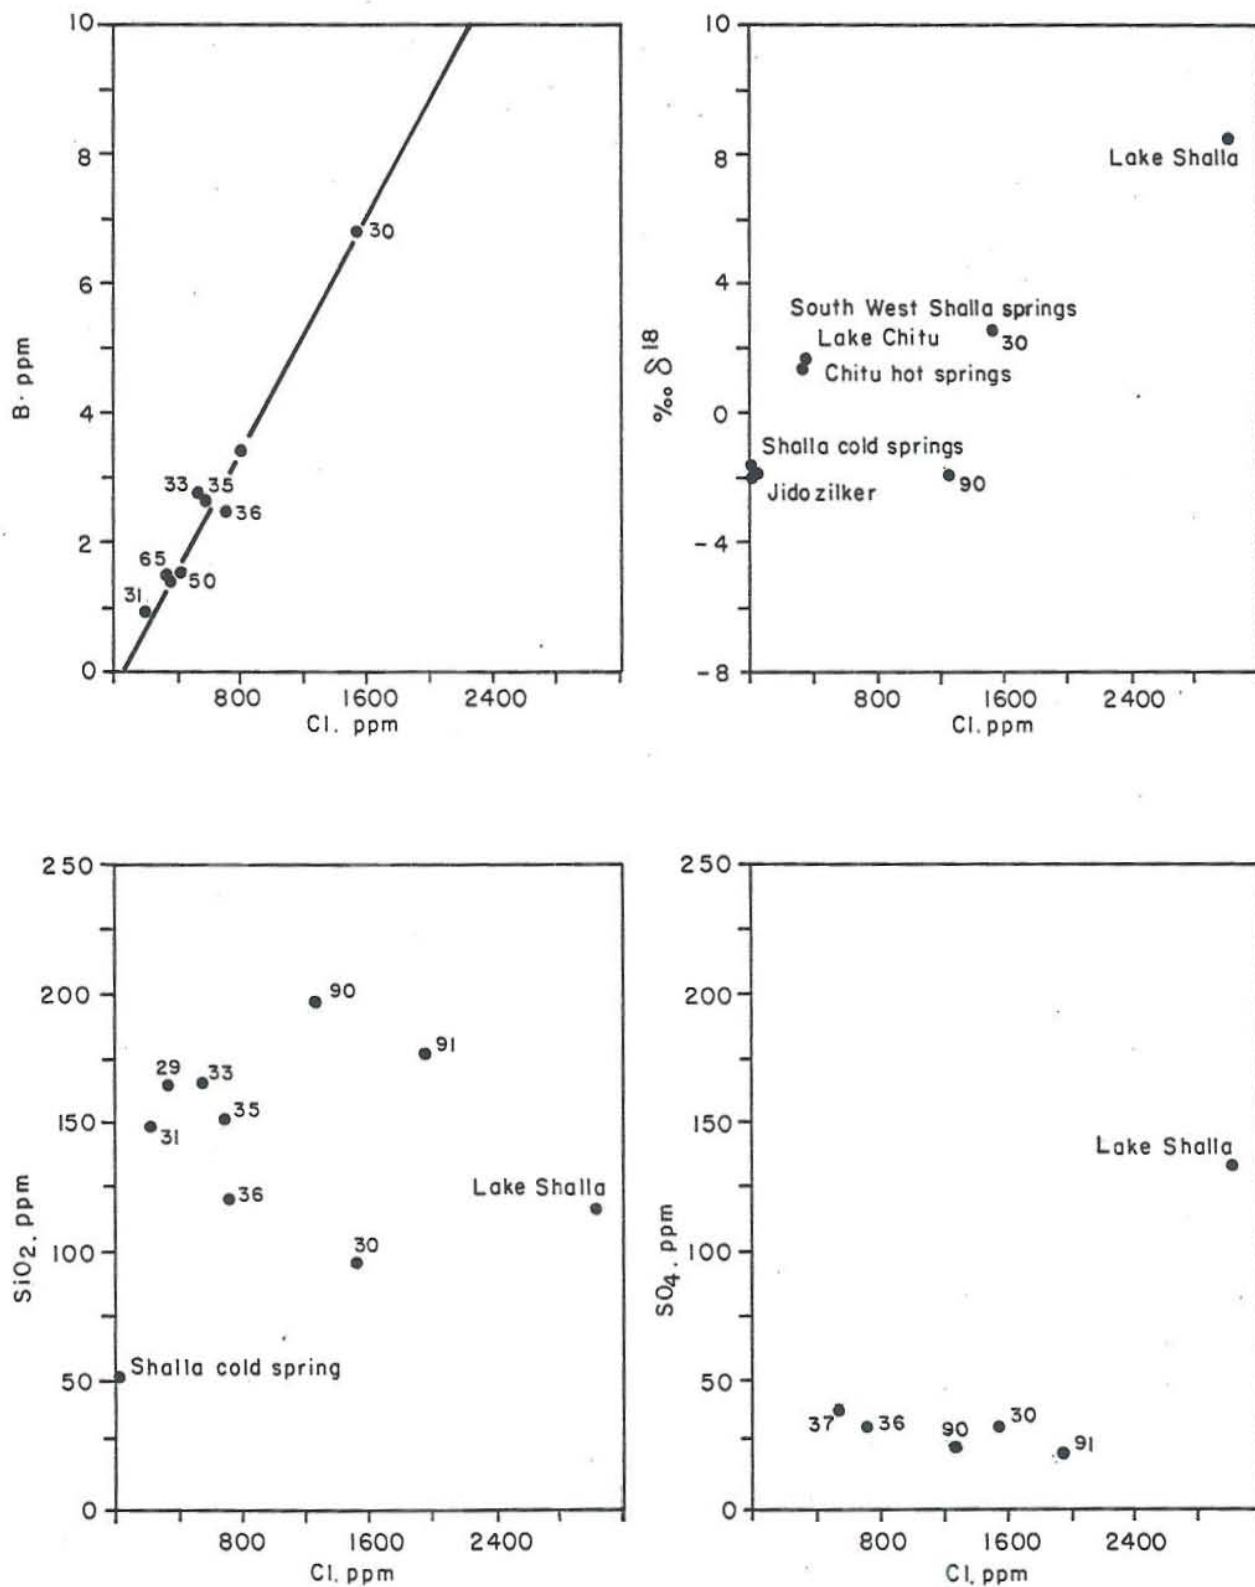 10
8
6
4
2
0
B. ppm
30
33 35
36
65
50
31
800 1600 2400
Cl. ppm
10
8
4
0
-4
-8
‰ δ18
Lake Shalla
South West Shalla springs
Lake Chitu
30
Chitu hot springs
Shalla cold springs
Jidozilker
90
800 1600 2400
Cl. ppm
250
200
150
100
50
0
SiO2. ppm
90
91
29
33
35
31
36
Lake Shalla
30
Shalla cold spring
800 1600 2400
Cl. ppm
250
200
150
100
50
0
SO4. ppm
Lake Shalla
37
36
90
30
91
800 1600 2400
Cl. ppm